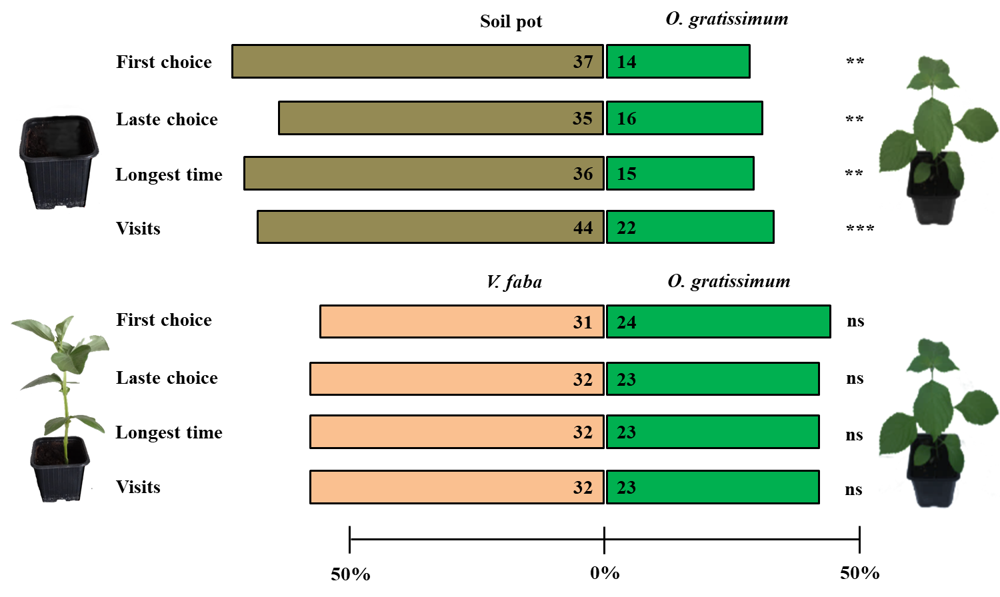 Soil pot O. gratissimum
First choice 37 14 **
Laste choice 35 16 **
Longest time 36 15 **
Visits 44 22 ***
V. faba O. gratissimum
First choice 31 24 ns
Laste choice 32 23 ns
Longest time 32 23 ns
Visits 32 23 ns
50% 0% 50%